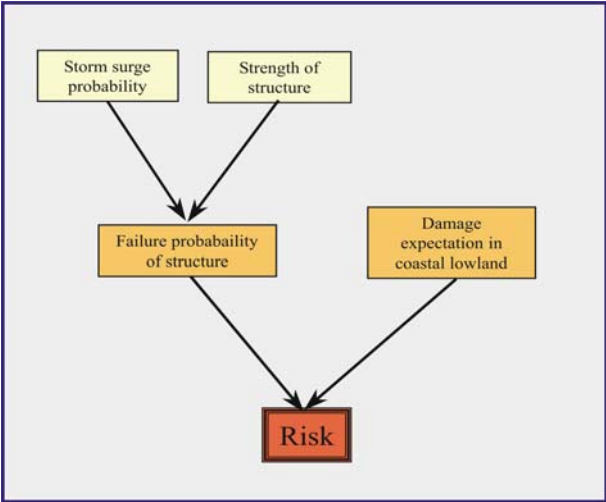 Storm surge
probability
Strength of
structure
Failure probabaility
of structure
Damage
expectation in
coastal lowland
Risk